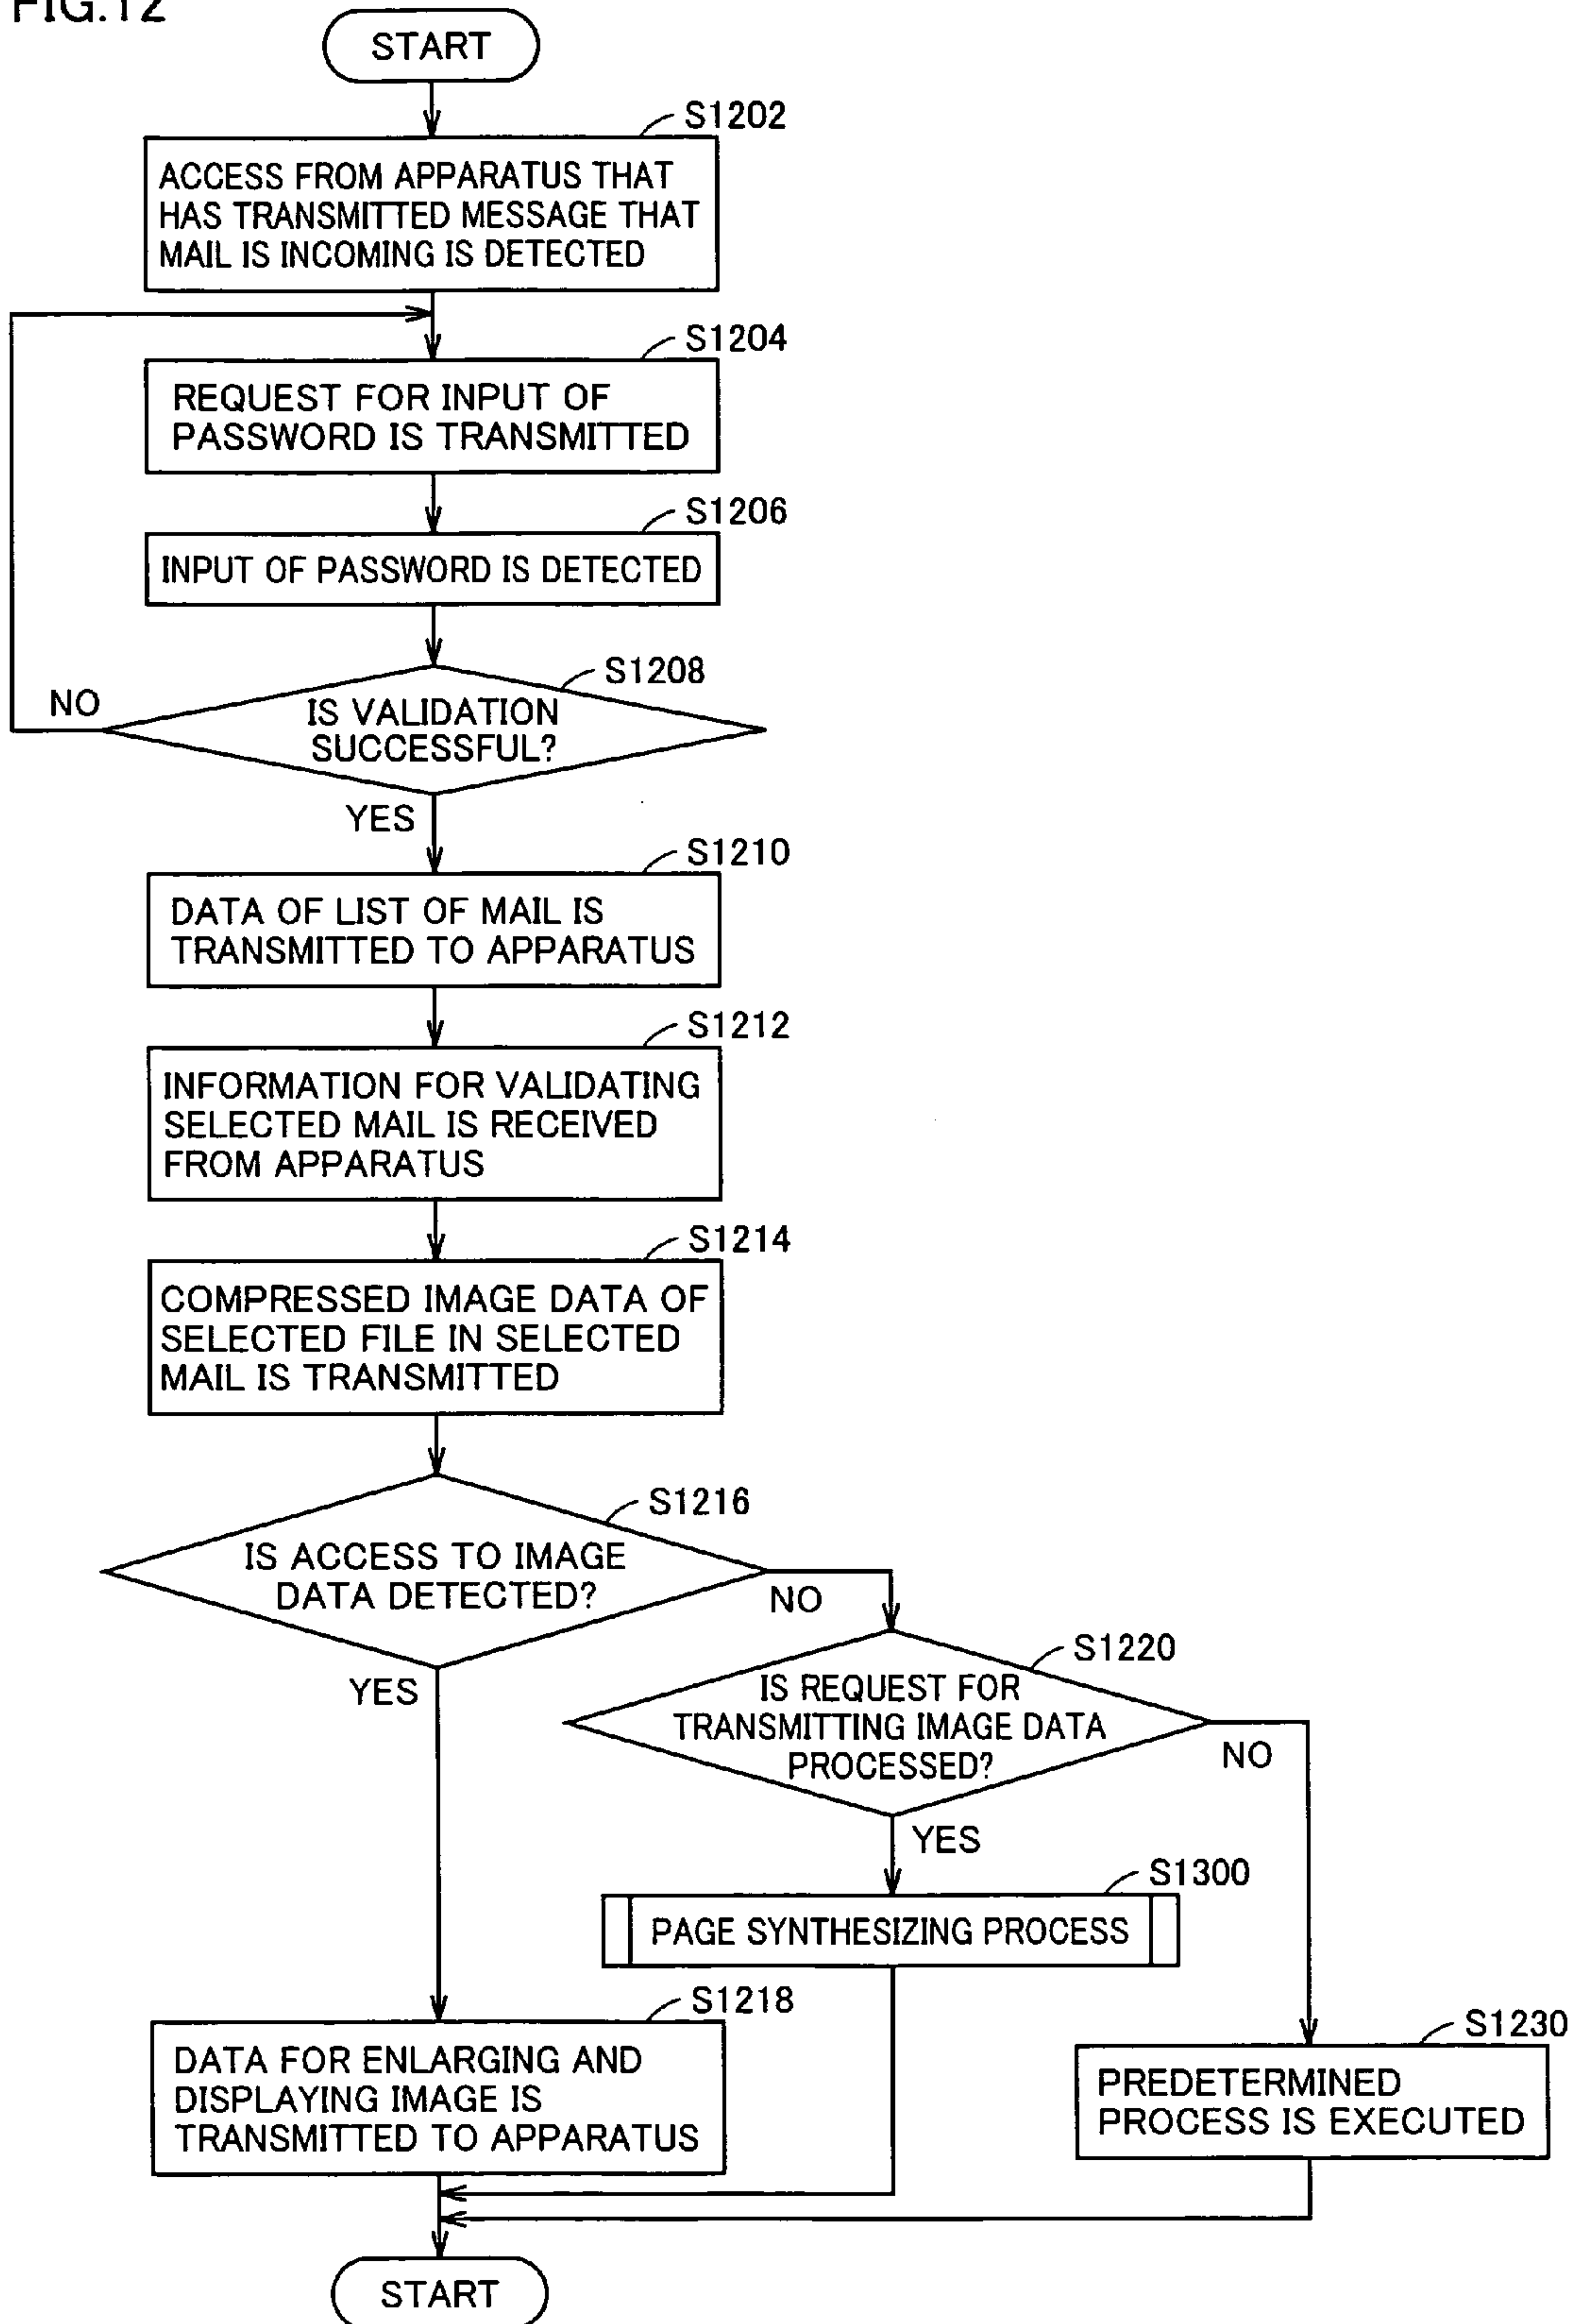 FIG.12
START
S1202
ACCESS FROM APPARATUS THAT
HAS TRANSMITTED MESSAGE THAT
MAIL IS INCOMING IS DETECTED
S1204
REQUEST FOR INPUT OF
PASSWORD IS TRANSMITTED
S1206
INPUT OF PASSWORD IS DETECTED
S1208
NO
IS VALIDATION
SUCCESSFUL?
YES
S1210
DATA OF LIST OF MAIL IS
TRANSMITTED TO APPARATUS
S1212
INFORMATION FOR VALIDATING
SELECTED MAIL IS RECEIVED
FROM APPARATUS
S1214
COMPRESSED IMAGE DATA OF
SELECTED FILE IN SELECTED
MAIL IS TRANSMITTED
S1216
IS ACCESS TO IMAGE
DATA DETECTED?
NO
YES
S1220
IS REQUEST FOR
TRANSMITTING IMAGE DATA
PROCESSED?
NO
YES
S1300
PAGE SYNTHESIZING PROCESS
S1218
DATA FOR ENLARGING AND
DISPLAYING IMAGE IS
TRANSMITTED TO APPARATUS
S1230
PREDETERMINED
PROCESS IS EXECUTED
START